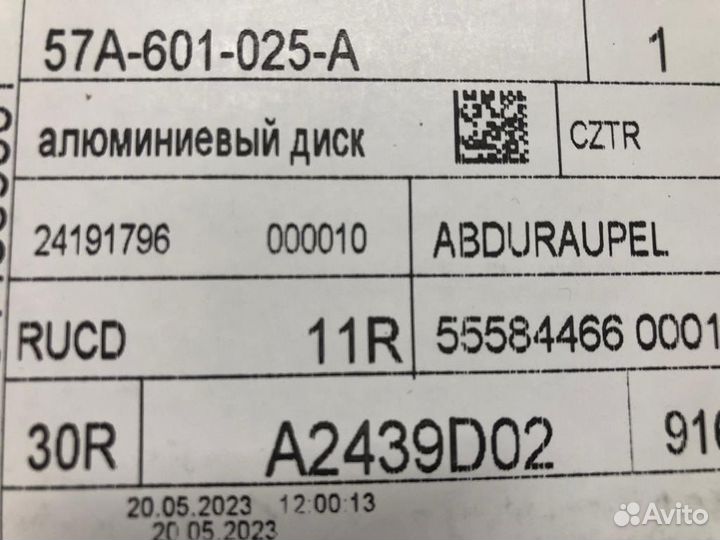 57A-601-025-A 1
алюминиевый диск CZTR
24191796 000010 ABDURAUPEL
RUCD 11R 55584466 0001
30R A2439D02 916
20.05.2023 12:00:13
20.05.2023
Avito